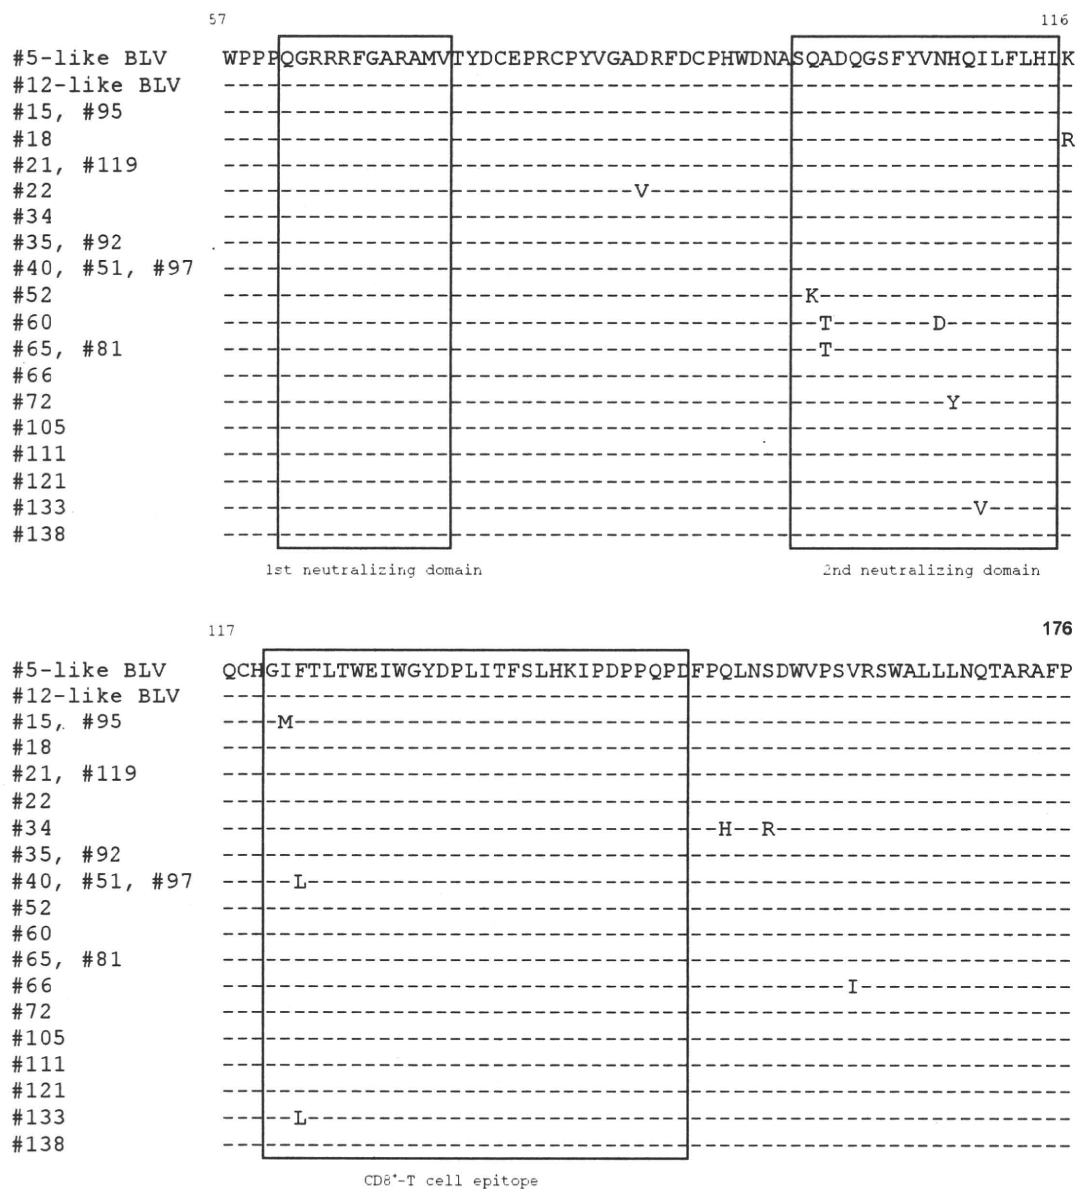 57 116
#5-like BLV WPPPQGRRRFGARAMVTYDCEPRCPYVGADRFDCPHWDNASQADQGSFYVNHQILFLHLK
#12-like BLV ------------------------------------------------------------
#15, #95 ------------------------------------------------------------
#18 -----------------------------------------------------------R
#21, #119 ------------------------------------------------------------
#22 -----------------------------V------------------------------
#34 ------------------------------------------------------------
#35, #92 ------------------------------------------------------------
#40, #51, #97 ------------------------------------------------------------
#52 -----------------------------------------K------------------
#60 ------------------------------------------T-------D---------
#65, #81 ------------------------------------------T-----------------
#66 ------------------------------------------------------------
#72 ---------------------------------------------------Y--------
#105 ------------------------------------------------------------
#111 ------------------------------------------------------------
#121 ------------------------------------------------------------
#133 -----------------------------------------------------V------
#138 ------------------------------------------------------------
1st neutralizing domain 2nd neutralizing domain
117 176
#5-like BLV QCHGIFTLTWEIWGYDPLITFSLHKIPDPPQPDFPQLNSDWVPSVRSWALLLNQTARAFP
#12-like BLV ------------------------------------------------------------
#15, #95 ----M-------------------------------------------------------
#18 ------------------------------------------------------------
#21, #119 ------------------------------------------------------------
#22 ------------------------------------------------------------
#34 -----------------------------------H--R---------------------
#35, #92 ------------------------------------------------------------
#40, #51, #97 -----L------------------------------------------------------
#52 ------------------------------------------------------------
#60 ------------------------------------------------------------
#65, #81 ------------------------------------------------------------
#66 --------------------------------------------I---------------
#72 ------------------------------------------------------------
#105 ------------------------------------------------------------
#111 ------------------------------------------------------------
#121 ------------------------------------------------------------
#133 -----L------------------------------------------------------
#138 ------------------------------------------------------------
CD8⁺-T cell epitope